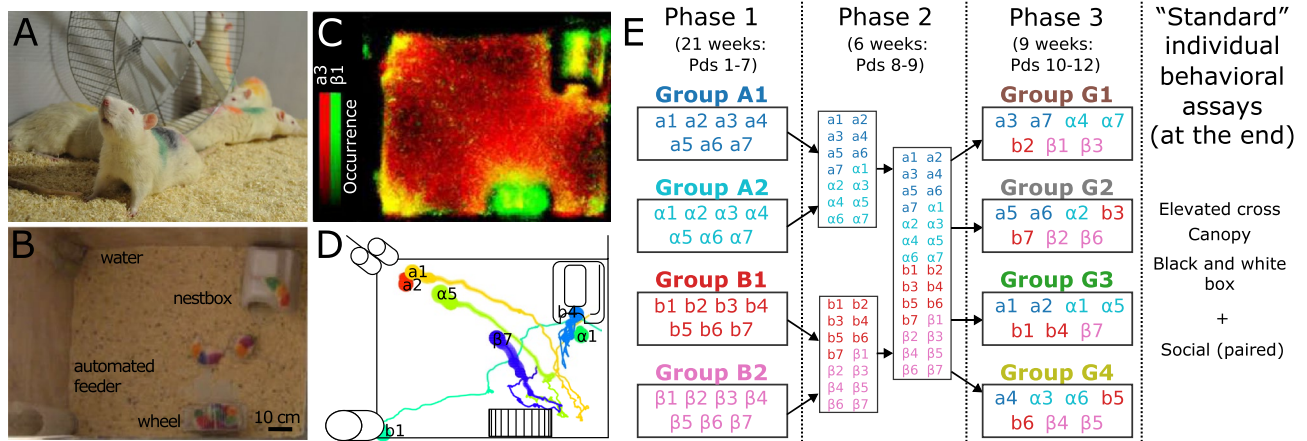 A
B
water
nestbox
automated
feeder
wheel
10 cm
C
a3
β1
Occurrence
D
a1
a2
α5
b4
β7
α1
b1
E
Phase 1
(21 weeks:
Pds 1-7)
Group A1
a1 a2 a3 a4
a5 a6 a7
Group A2
α1 α2 α3 α4
α5 α6 α7
Group B1
b1 b2 b3 b4
b5 b6 b7
Group B2
β1 β2 β3 β4
β5 β6 β7
Phase 2
(6 weeks:
Pds 8-9)
a1 a2
a3 a4
a5 a6
a7 α1
α2 α3
α4 α5
α6 α7
b1 b2
b3 b4
b5 b6
b7 β1
β2 β3
β4 β5
β6 β7
a1 a2
a3 a4
a5 a6
a7 α1
α2 α3
α4 α5
α6 α7
b1 b2
b3 b4
b5 b6
b7 β1
β2 β3
β4 β5
β6 β7
Phase 3
(9 weeks:
Pds 10-12)
Group G1
a3 a7 α4 α7
b2 β1 β3
Group G2
a5 a6 α2 b3
b7 β2 β6
Group G3
a1 a2 α1 α5
b1 b4 β7
Group G4
a4 α3 α6 b5
b6 β4 β5
“Standard”
individual
behavioral
assays
(at the end)
Elevated cross
Canopy
Black and white
box
+
Social (paired)